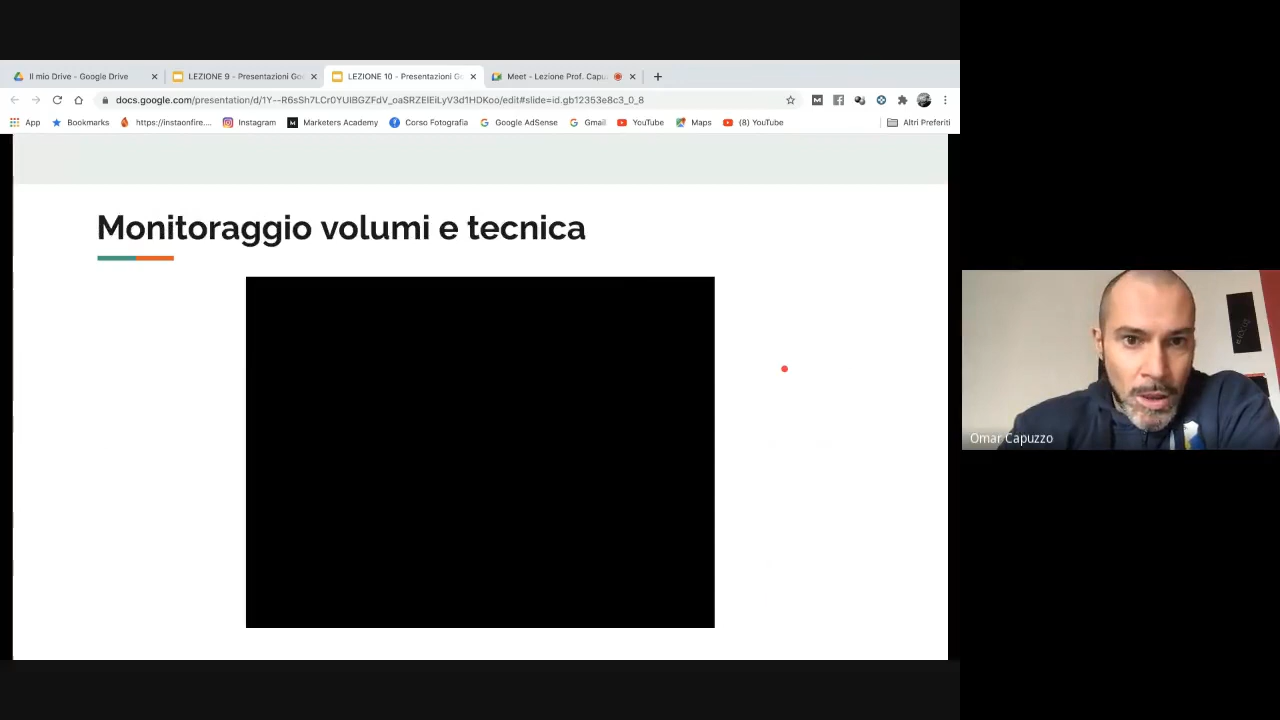 Il mio Drive - Google Drive
LEZIONE 9 - Presentazioni Goo
LEZIONE 10 - Presentazioni G
Meet - Lezione Prof. Capu
docs.google.com/presentation/d/1Y--R6sSh7LCr0YUIBGZFdV_oaSRZElEiLyV3d1HDKoo/edit#slide=id.gb12353e8c3_0_8
App Bookmarks https://instaonfire.... Instagram Marketers Academy Corso Fotografia Google AdSense Gmail YouTube Maps (8) YouTube Altri Preferiti
Monitoraggio volumi e tecnica
Omar Capuzzo